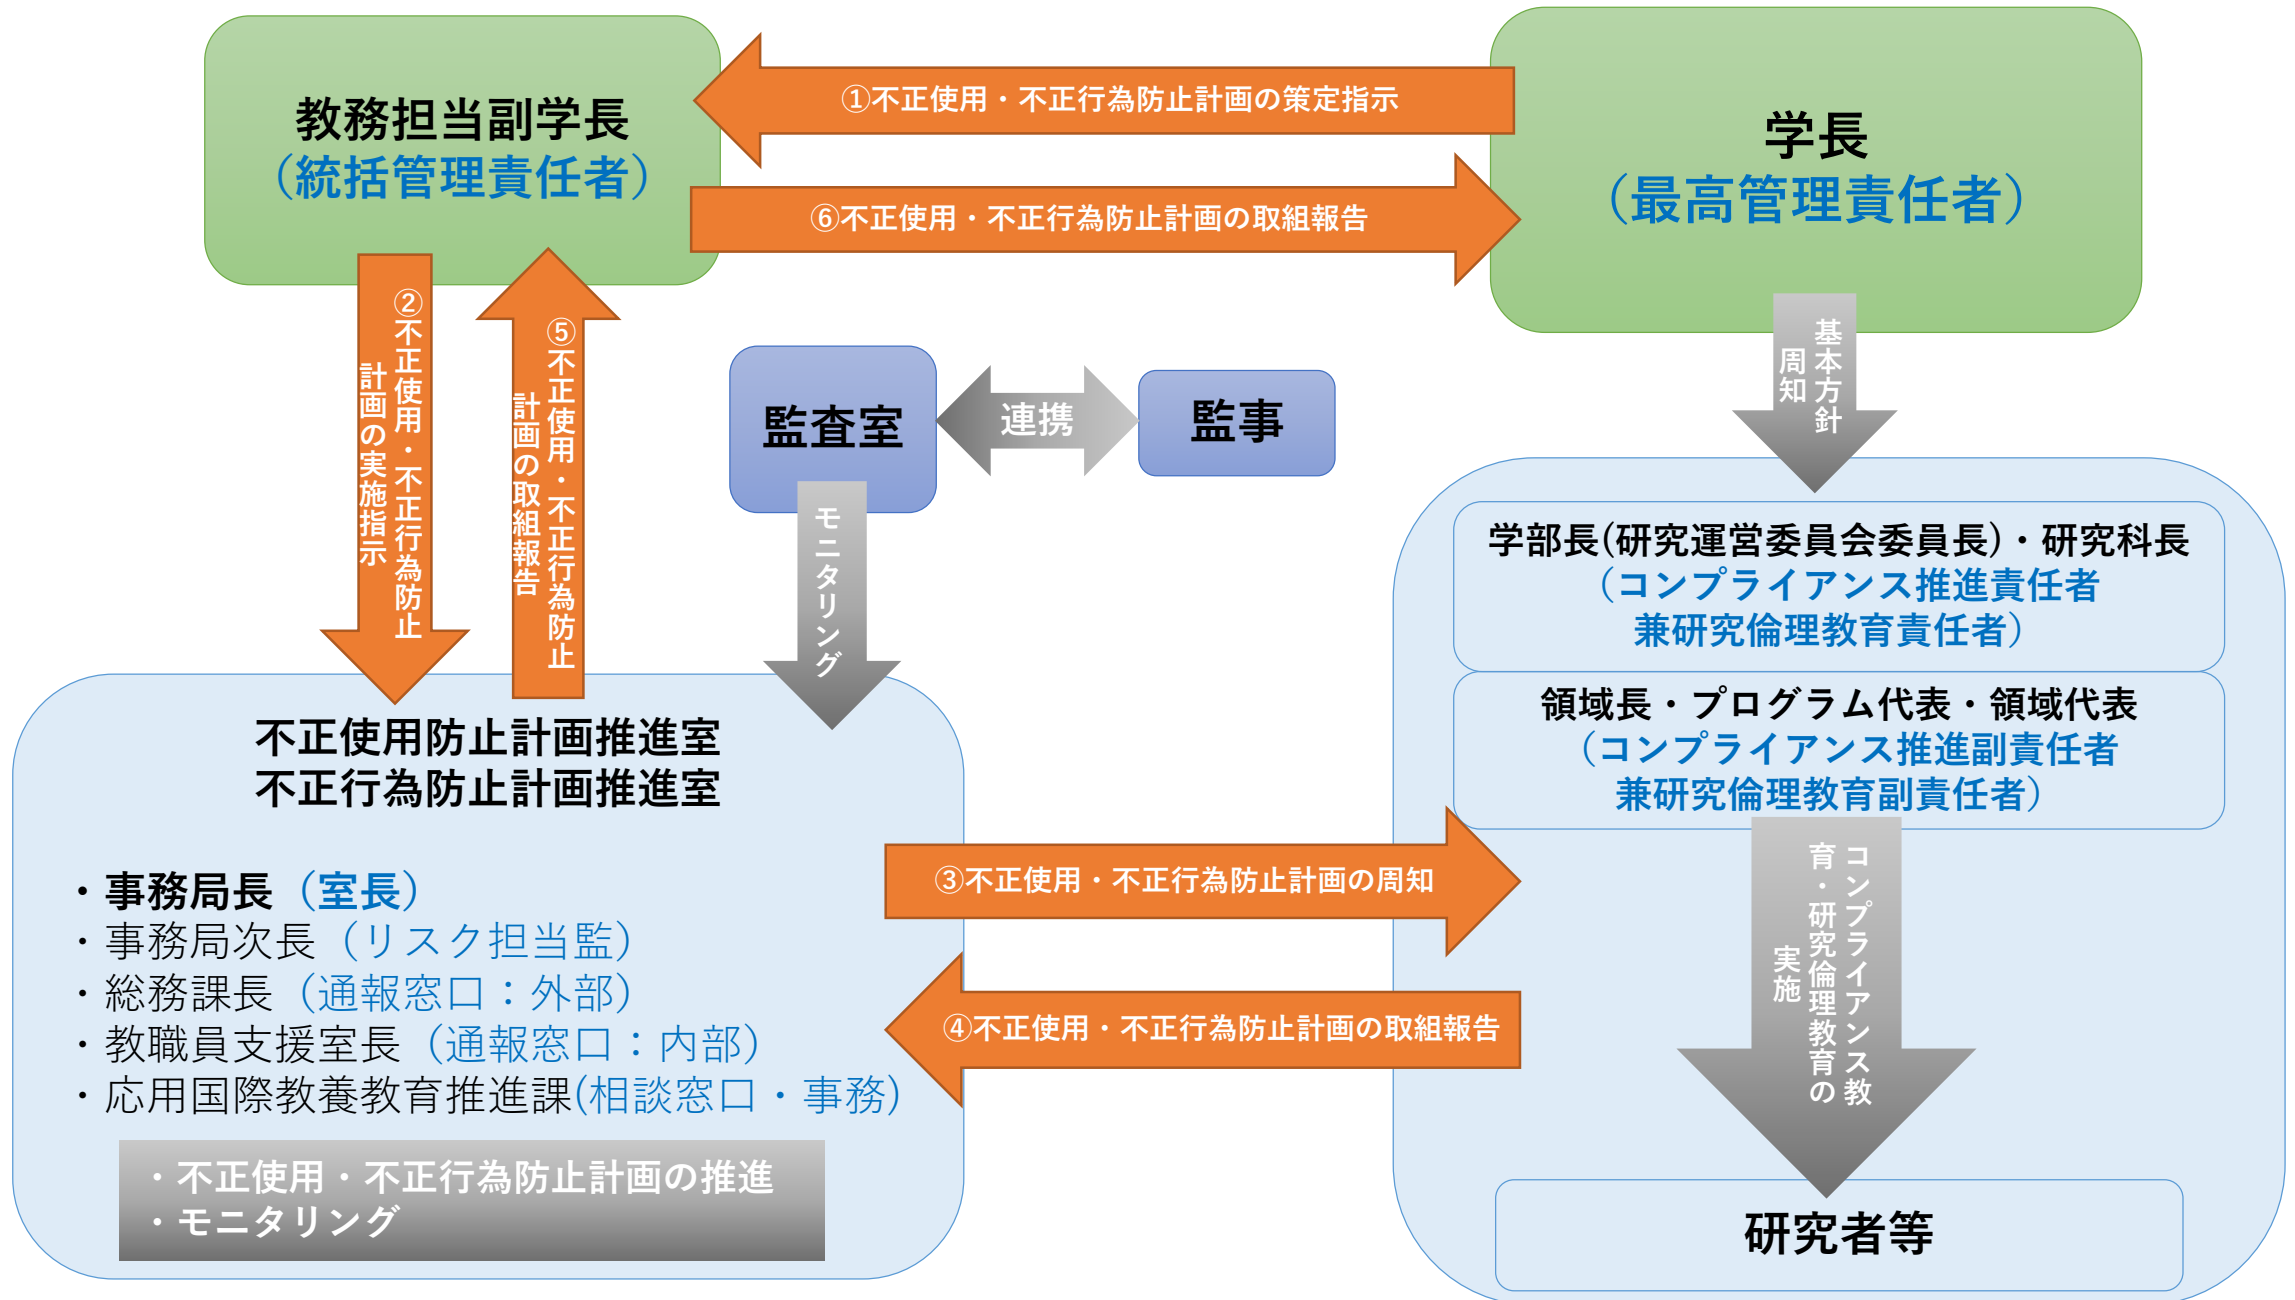 教務担当副学長
（統括管理責任者）
①不正使用・不正行為防止計画の策定指示
⑥不正使用・不正行為防止計画の取組報告
学長
（最高管理責任者）
②不正使用・不正行為防止
計画の実施指示
⑤不正使用・不正行為防止
計画の取組報告
監査室
連携
監事
モニタリング
基本方針
周知
学部長(研究運営委員会委員長)・研究科長
（コンプライアンス推進責任者
兼研究倫理教育責任者）
領域長・プログラム代表・領域代表
（コンプライアンス推進副責任者
兼研究倫理教育副責任者）
不正使用防止計画推進室
不正行為防止計画推進室
・事務局長（室長）
・事務局次長（リスク担当監）
・総務課長（通報窓口：外部）
・教職員支援室長（通報窓口：内部）
・応用国際教養教育推進課(相談窓口・事務)
・不正使用・不正行為防止計画の推進
・モニタリング
③不正使用・不正行為防止計画の周知
④不正使用・不正行為防止計画の取組報告
コンプライアンス教
育・研究倫理教育の
実施
研究者等